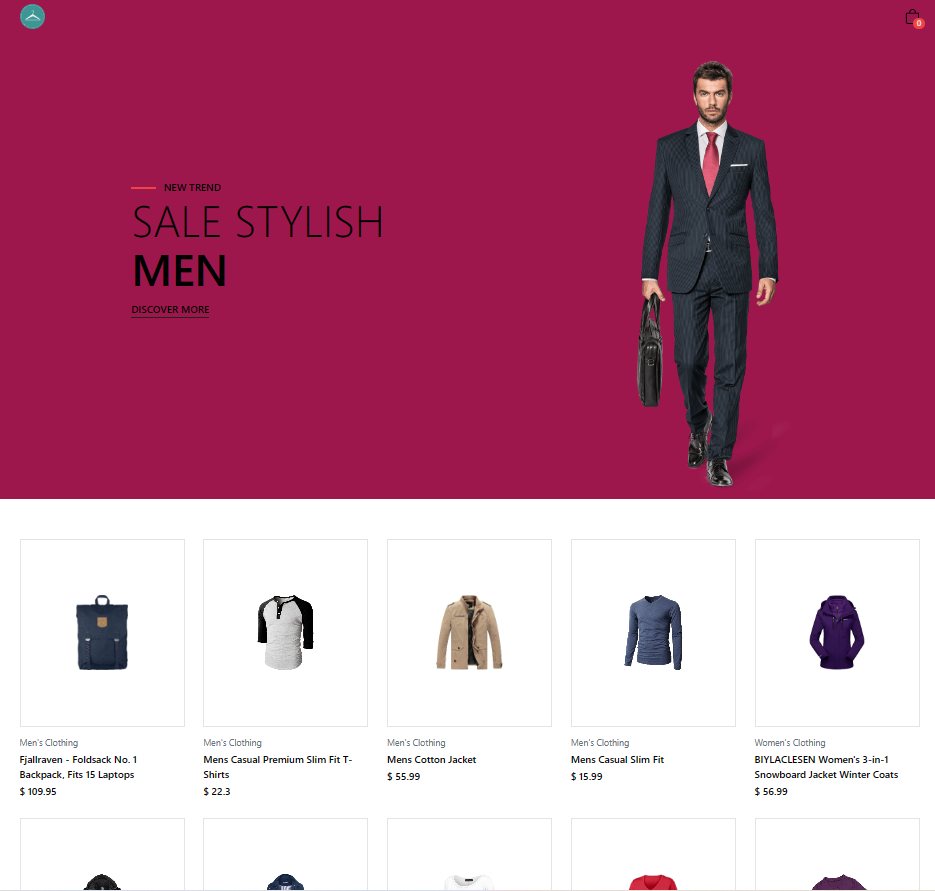 0
NEW TREND
SALE STYLISH
MEN
DISCOVER MORE
Men's Clothing
Fjallraven - Foldsack No. 1
Backpack, Fits 15 Laptops
$ 109.95
Men's Clothing
Mens Casual Premium Slim Fit T-
Shirts
$ 22.3
Men's Clothing
Mens Cotton Jacket
$ 55.99
Men's Clothing
Mens Casual Slim Fit
$ 15.99
Women's Clothing
BIYLACLESEN Women's 3-in-1
Snowboard Jacket Winter Coats
$ 56.99